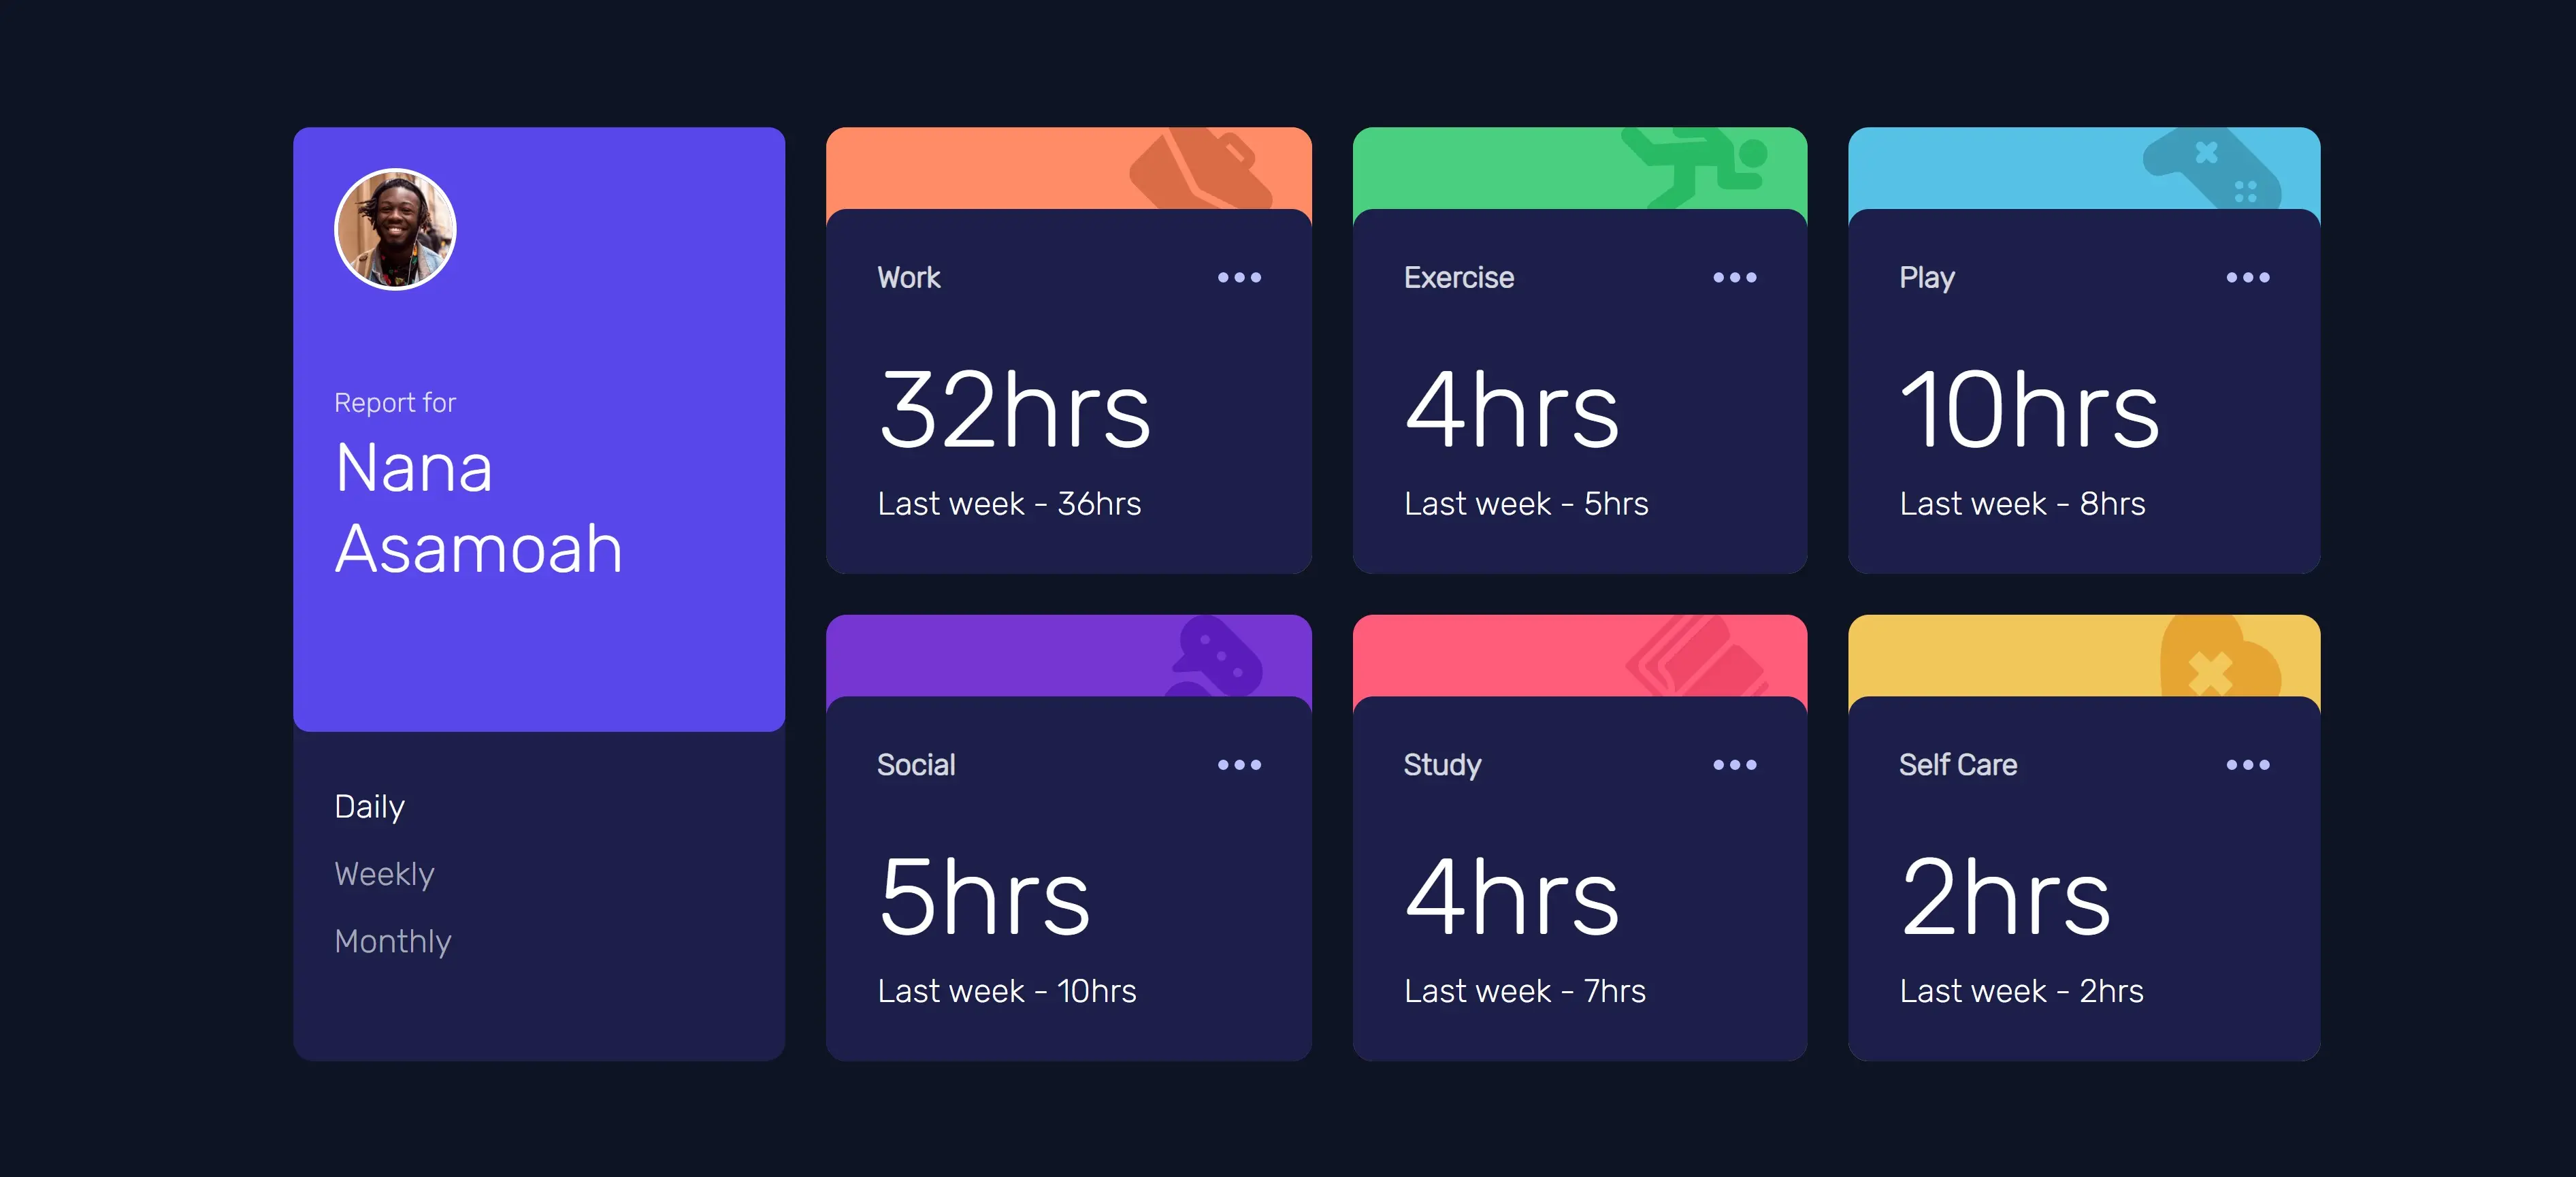 Report for
Nana
Asamoah
Daily
Weekly
Monthly
Work
32hrs
Last week - 36hrs
Exercise
4hrs
Last week - 5hrs
Play
10hrs
Last week - 8hrs
Social
5hrs
Last week - 10hrs
Study
4hrs
Last week - 7hrs
Self Care
2hrs
Last week - 2hrs